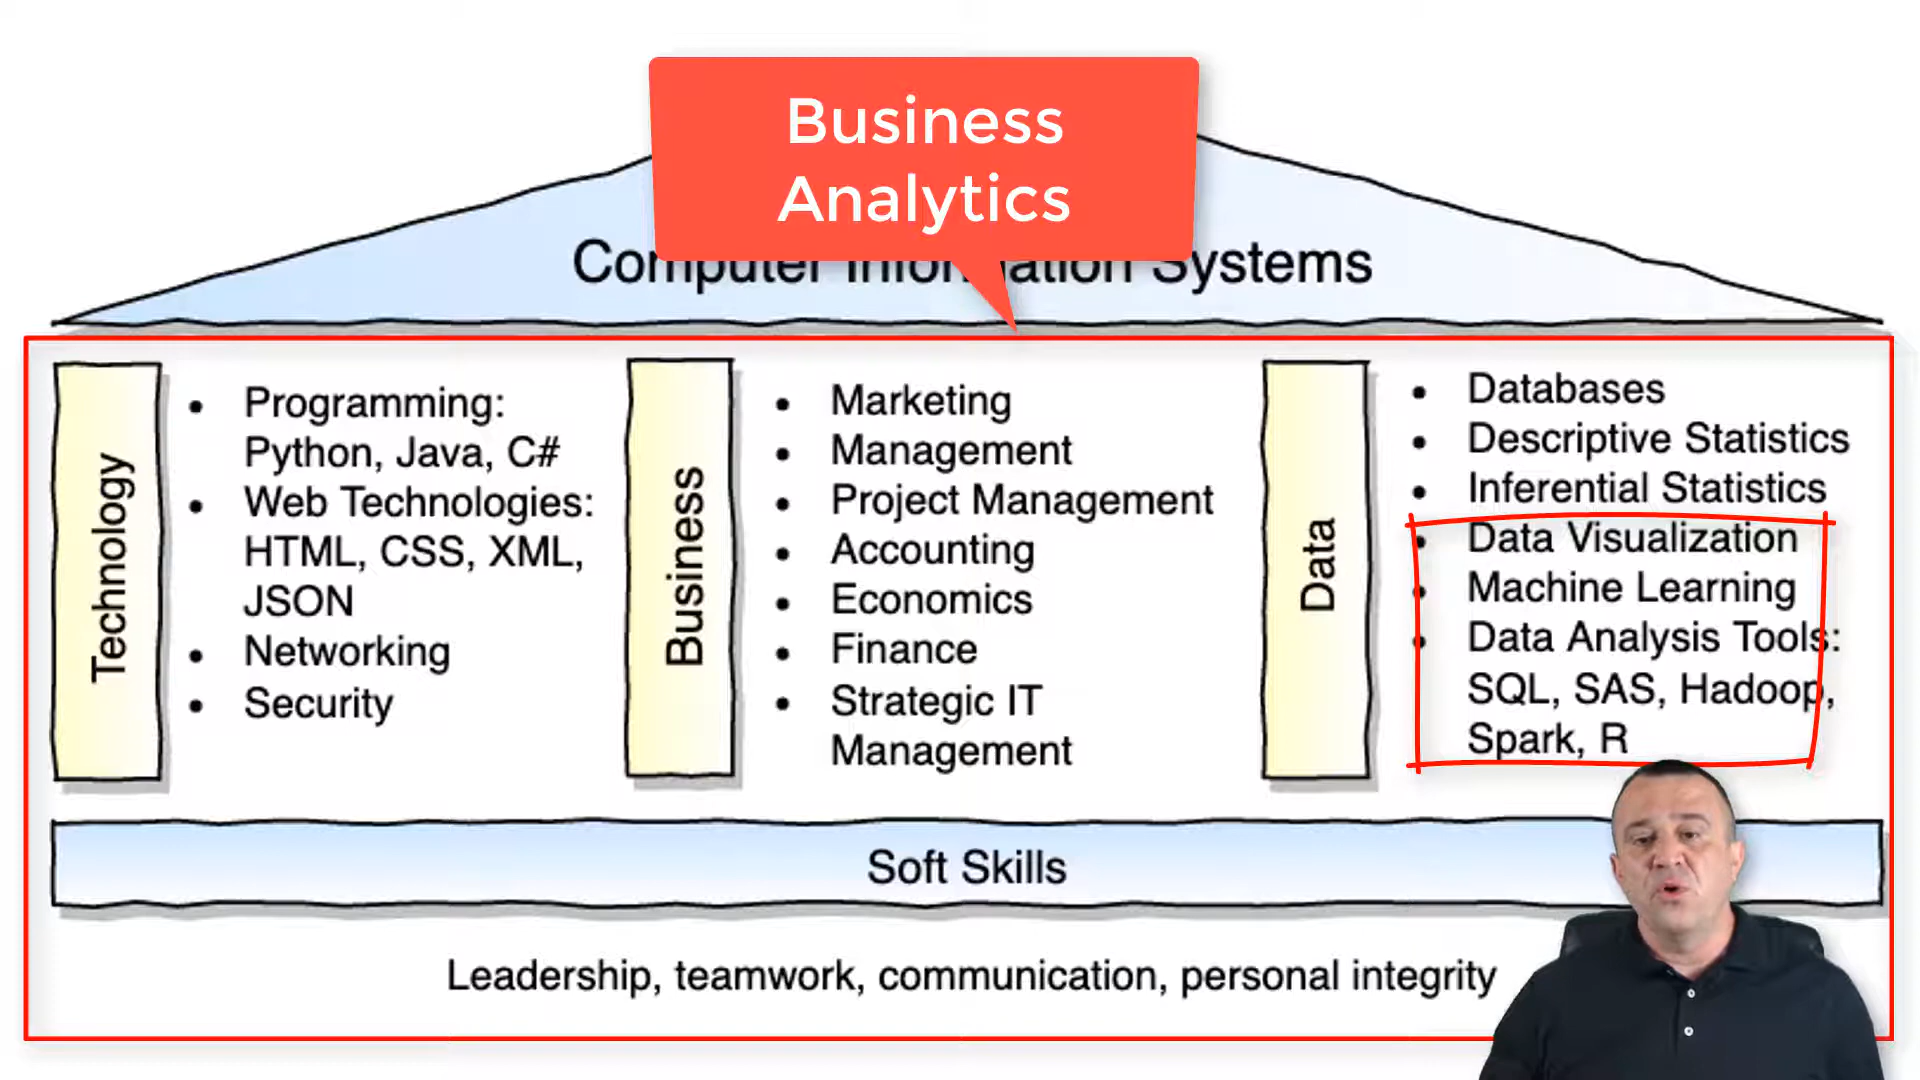 Business
Analytics
Computer Information Systems
Technology
• Programming:
Python, Java, C#
• Web Technologies:
HTML, CSS, XML,
JSON
• Networking
• Security
Business
• Marketing
• Management
• Project Management
• Accounting
• Economics
• Finance
• Strategic IT
Management
Data
• Databases
• Descriptive Statistics
• Inferential Statistics
• Data Visualization
• Machine Learning
• Data Analysis Tools:
SQL, SAS, Hadoop,
Spark, R
Soft Skills
Leadership, teamwork, communication, personal integrity